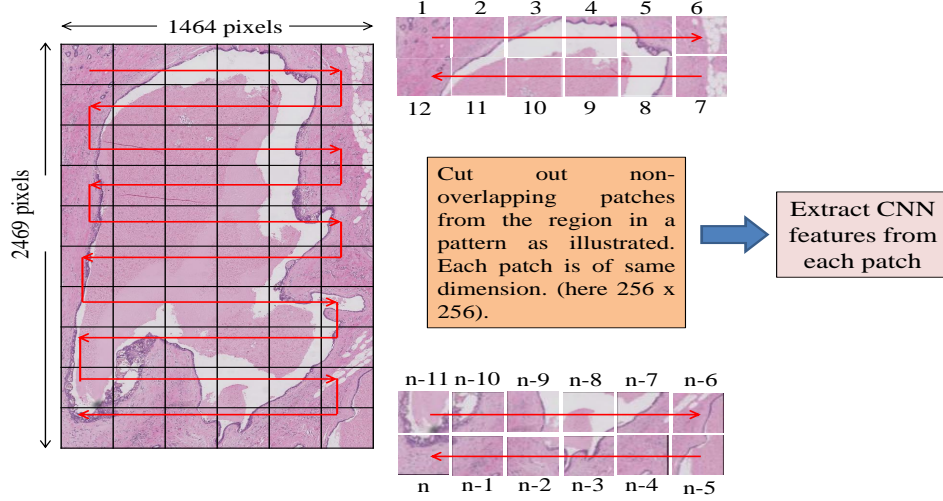 1464 pixels
2469 pixels
1 2 3 4 5 6
12 11 10 9 8 7
Cut out non-
overlapping patches
from the region in a
pattern as illustrated.
Each patch is of same
dimension. (here 256 x
256).
Extract CNN
features from
each patch
n-11 n-10 n-9 n-8 n-7 n-6
n n-1 n-2 n-3 n-4 n-5